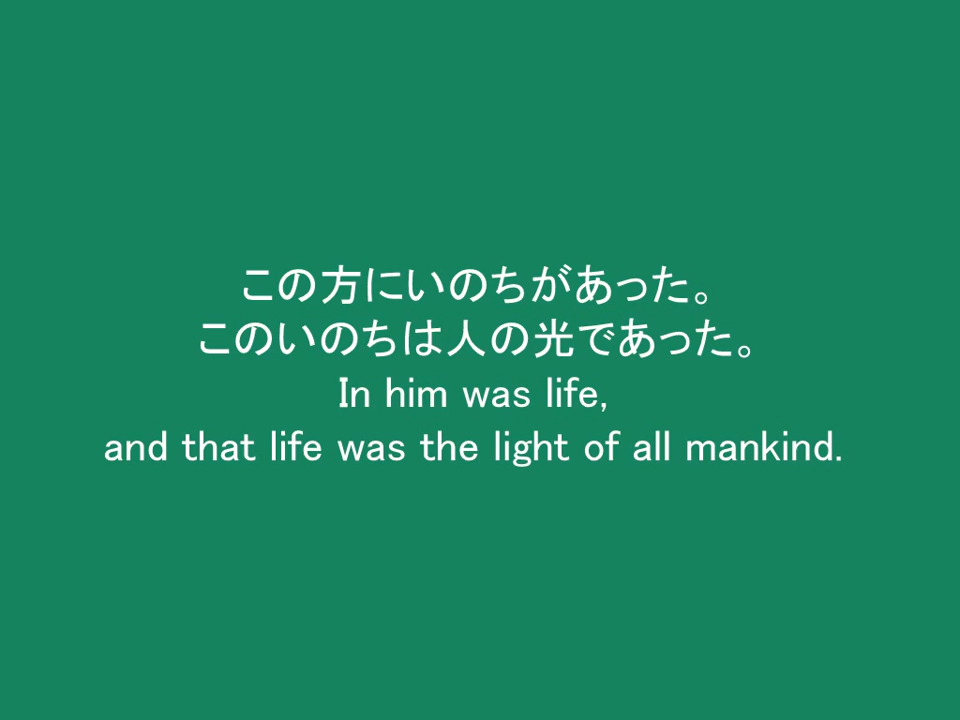 この方にいのちがあった。
このいのちは人の光であった。
In him was life,
and that life was the light of all mankind.